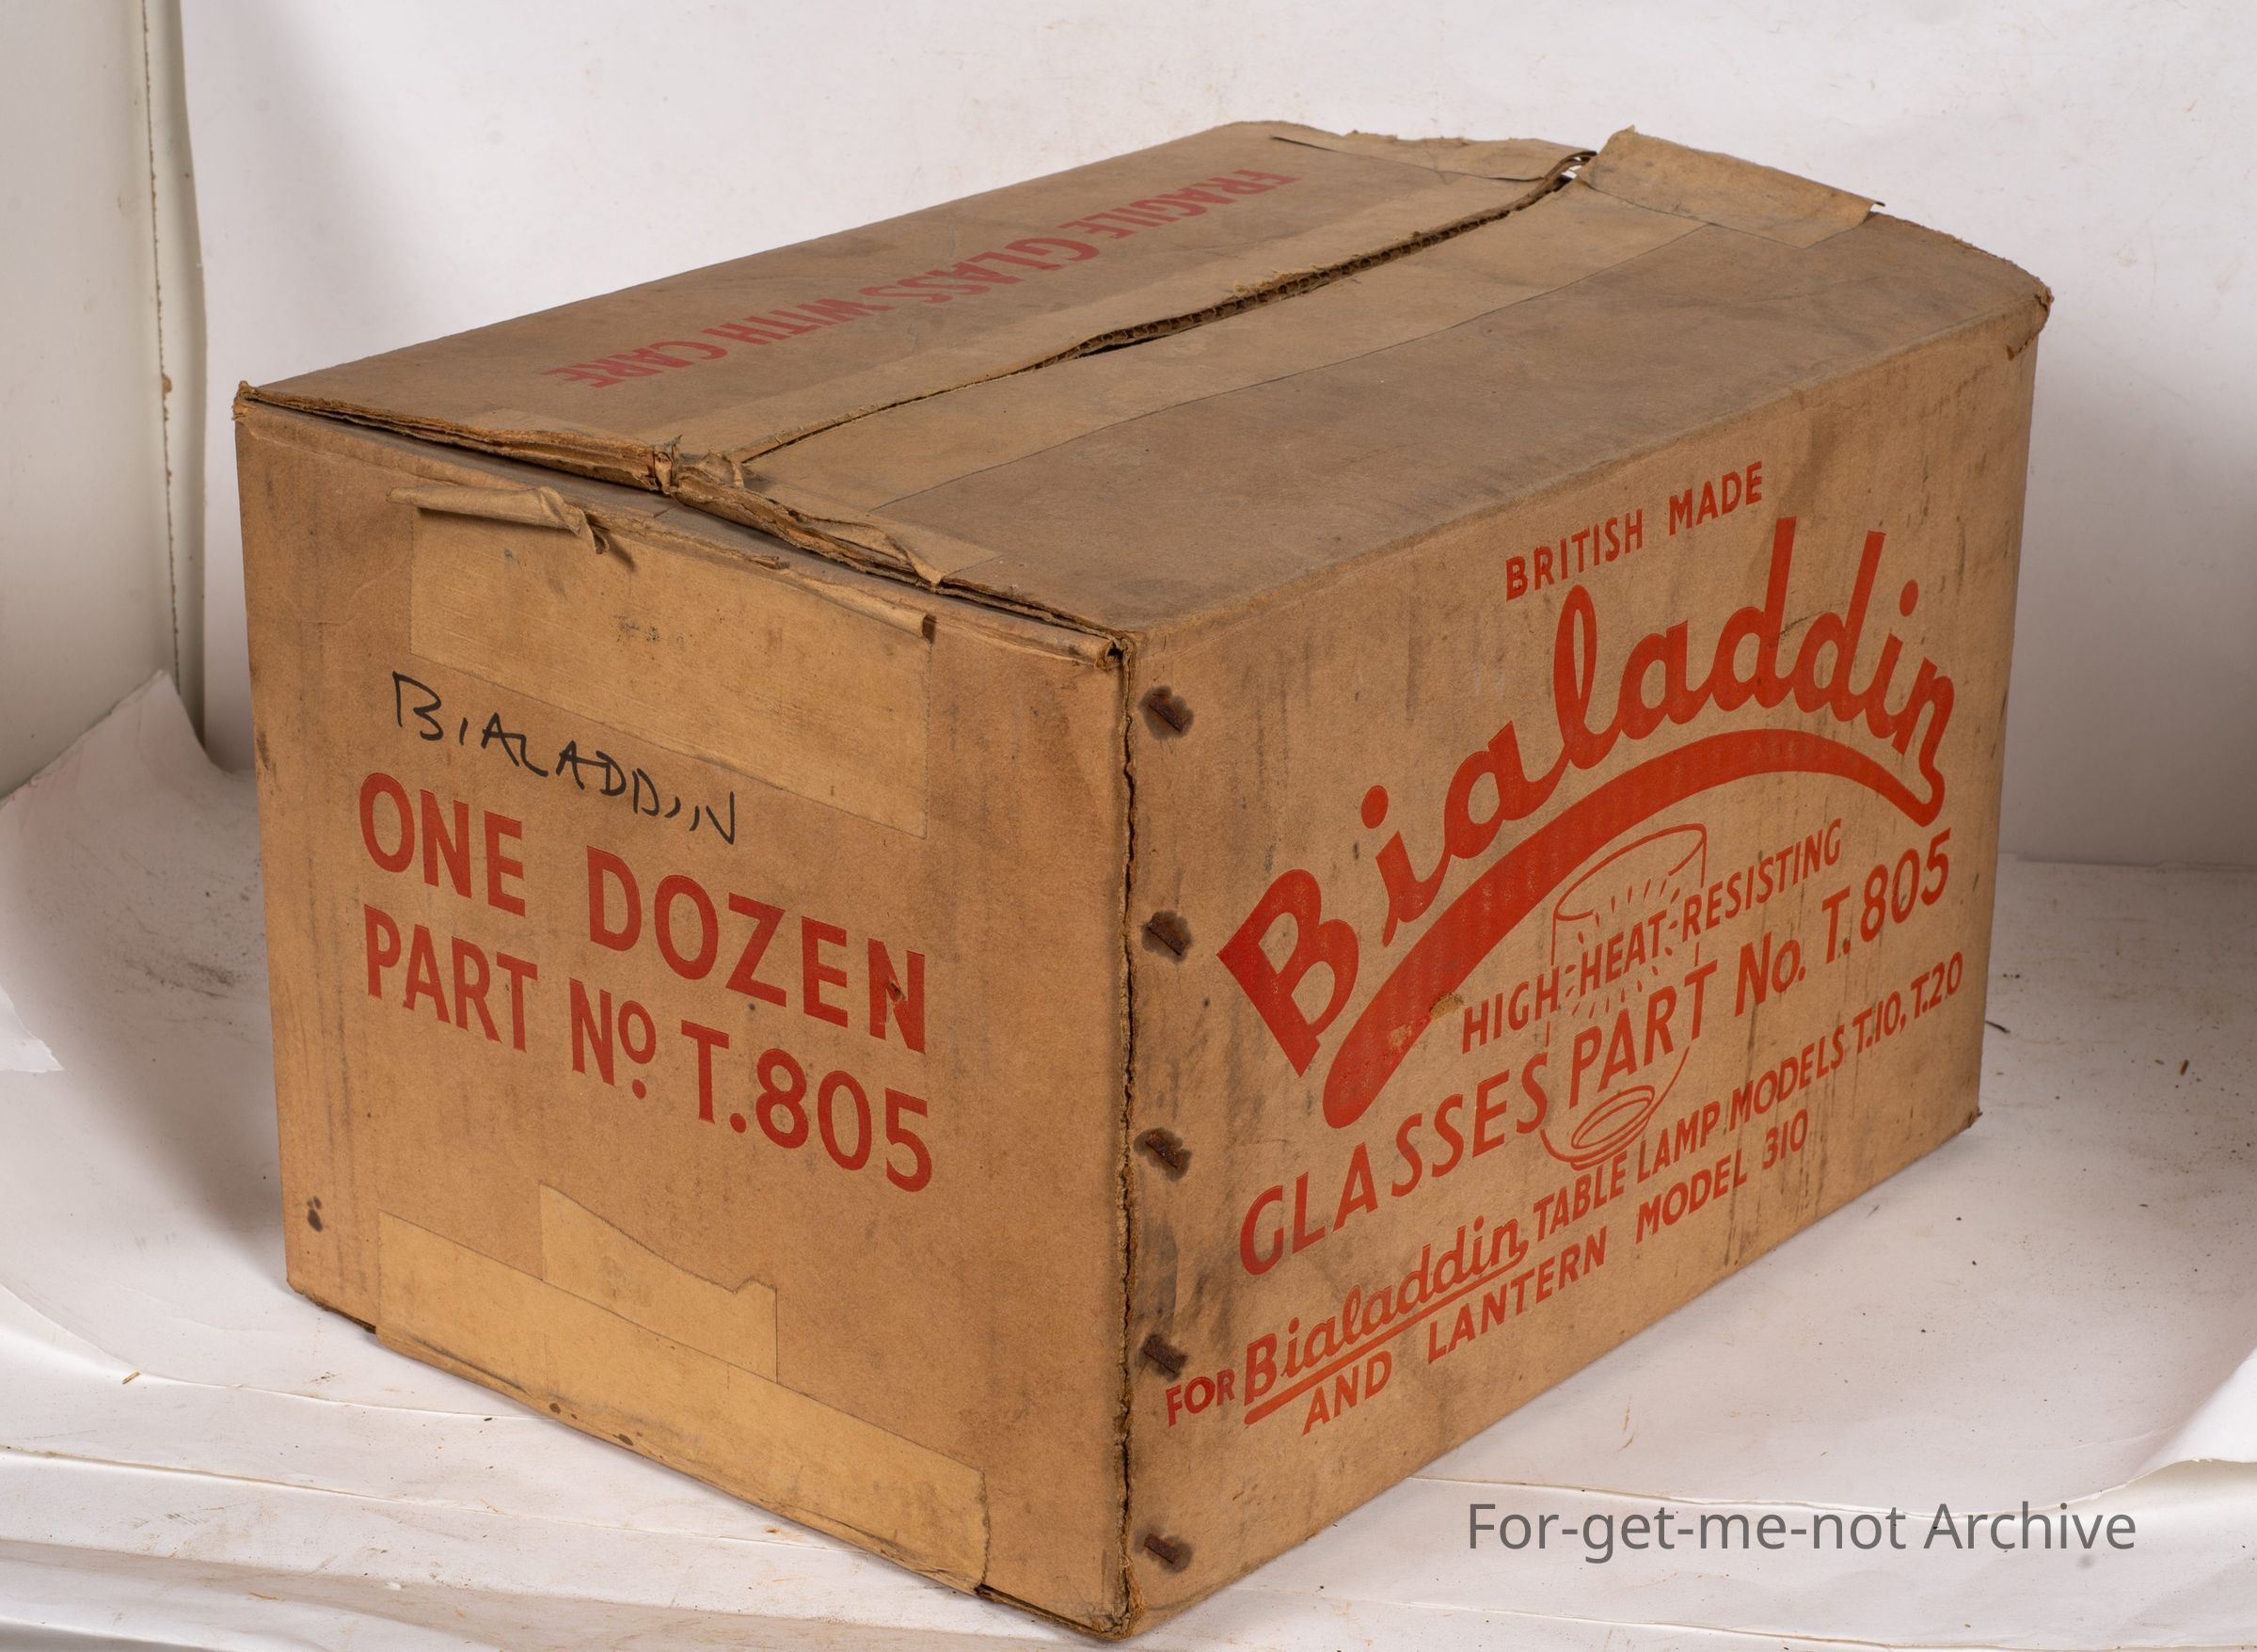 FRAGILE GLASS WITH CARE
BIALADDIN
ONE DOZEN
PART No. T.805
BRITISH MADE
Bialaddin
HIGH-HEAT-RESISTING
GLASSES PART No. T.805
FOR Bialaddin TABLE LAMP MODELS T.10, T.20
AND LANTERN MODEL 310
For-get-me-not Archive